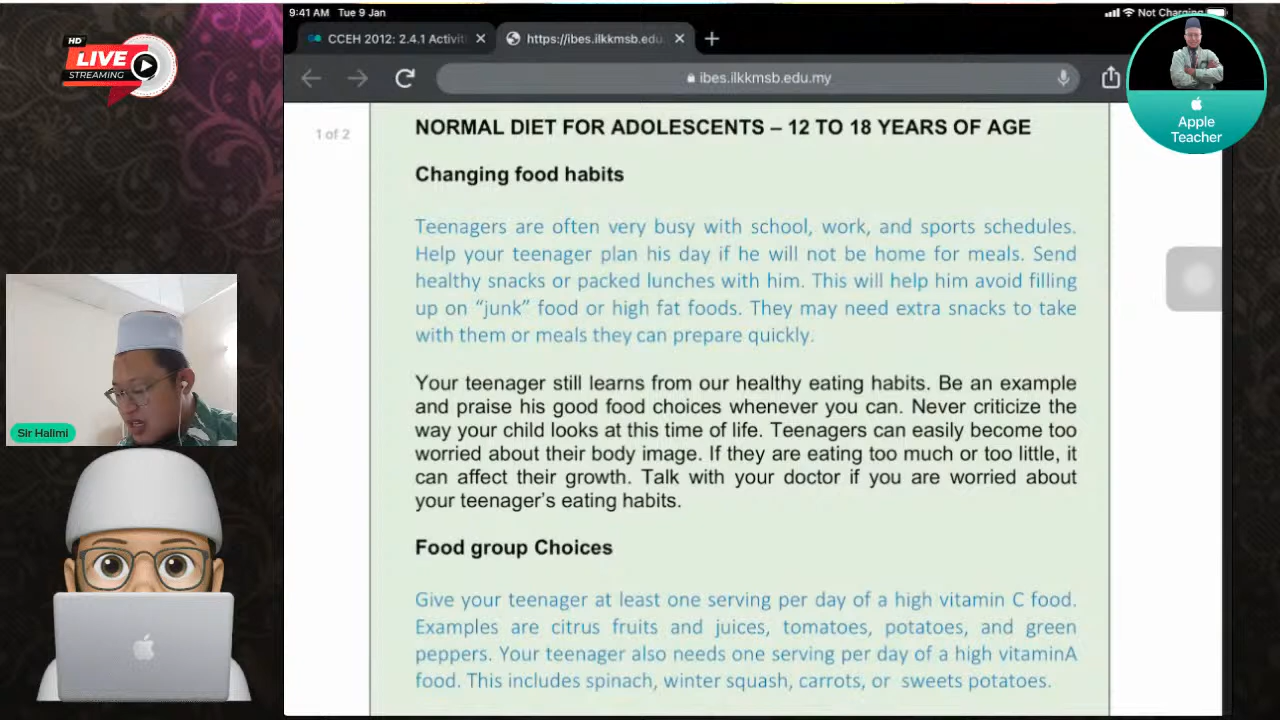 9:41 AM Tue 9 Jan
Not Charging
HD
LIVE
STREAMING
CCEH 2012: 2.4.1 Activiti
https://ibes.ilkkmsb.edu.
ibes.ilkkmsb.edu.my
Apple
Teacher
1 of 2
NORMAL DIET FOR ADOLESCENTS – 12 TO 18 YEARS OF AGE
Changing food habits
Teenagers are often very busy with school, work, and sports schedules.
Help your teenager plan his day if he will not be home for meals. Send
healthy snacks or packed lunches with him. This will help him avoid filling
up on “junk” food or high fat foods. They may need extra snacks to take
with them or meals they can prepare quickly.
Your teenager still learns from our healthy eating habits. Be an example
and praise his good food choices whenever you can. Never criticize the
way your child looks at this time of life. Teenagers can easily become too
worried about their body image. If they are eating too much or too little, it
can affect their growth. Talk with your doctor if you are worried about
your teenager’s eating habits.
Food group Choices
Give your teenager at least one serving per day of a high vitamin C food.
Examples are citrus fruits and juices, tomatoes, potatoes, and green
peppers. Your teenager also needs one serving per day of a high vitaminA
food. This includes spinach, winter squash, carrots, or sweets potatoes.
Sir Halimi